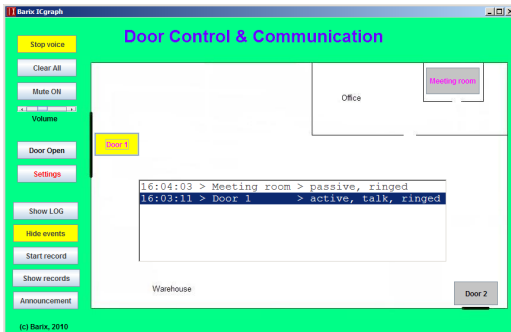 Barix ICgraph
Door Control & Communication
Stop voice
Clear All
Mute ON
Volume
Door Open
Settings
Show LOG
Hide events
Start record
Show records
Announcement
(c) Barix, 2010
Office
Meeting room
Door 1
16:04:03 > Meeting room > passive, ringed
16:03:11 > Door 1 > active, talk, ringed
Warehouse
Door 2